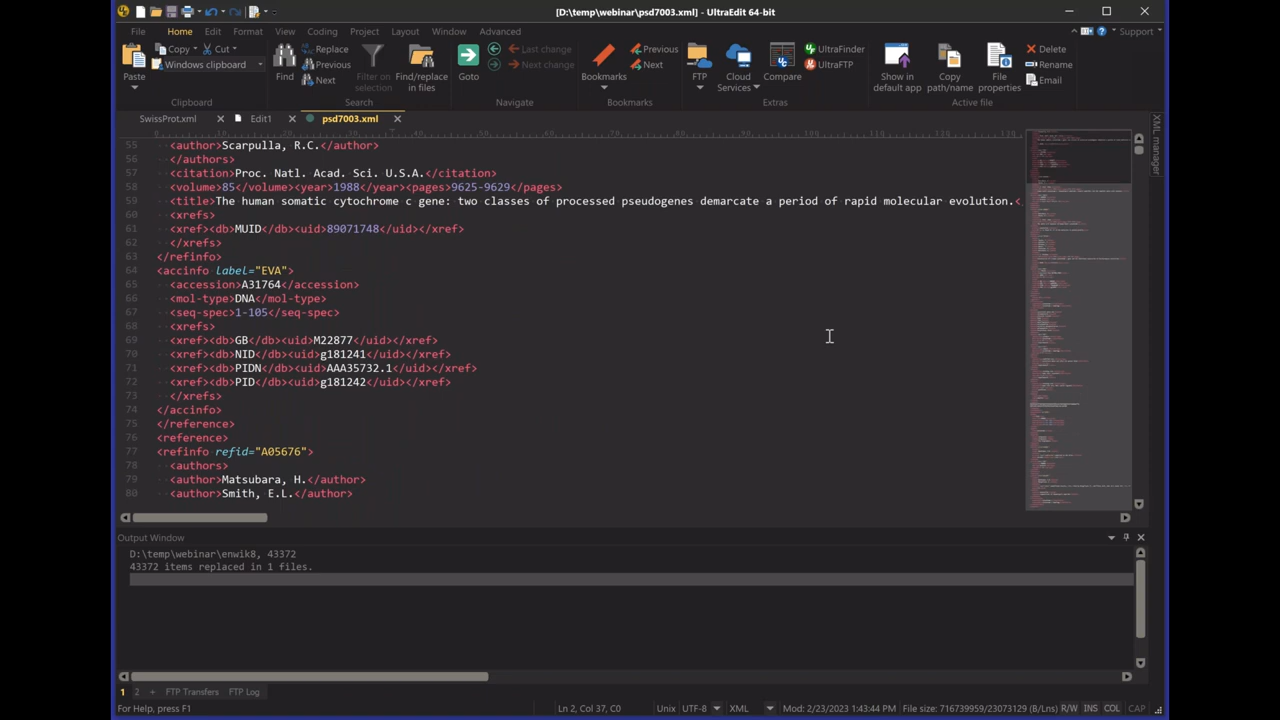 [D:\temp\webinar\psd7003.xml] - UltraEdit 64-bit
File Home Edit Format View Coding Project Layout Window Advanced Support
Paste Copy Cut
Windows clipboard
Clipboard
Find Replace
Previous
Next
Filter on selection
Find/replace in files
Search
Goto Last change
Next change
Navigate
Bookmarks Previous
Next
Bookmarks
FTP
Cloud Services
Compare
UltraFinder
UltraFTP
Extras
Show in default app
Copy path/name
File properties
Delete
Rename
Email
Active file
SwissProt.xml Edit1 psd7003.xml
XML manager
55 <author>Scarpulla, R.C.</author>
56 </authors>
57 <citation>Proc. Natl. Acad. Sci. U.S.A.</citation>
58 <volume>85</volume><year>1988</year><pages>9625-9629</pages>
59 <title>The human somatic cytochrome c gene: two classes of processed pseudogenes demarcate a period of rapid molecular evolution.<
60 <xrefs>
61 <xref><db>MUID</db><uid>89071748</uid></xref>
62 </xrefs>
63 </refinfo>
64 <accinfo label="EVA">
65 <accession>A31764</accession>
66 <mol-type>DNA</mol-type>
67 <seq-spec>1-105</seq-spec>
68 <xrefs>
69 <xref><db>GB</db><uid>M22877</uid></xref>
70 <xref><db>NID</db><uid>g181241</uid></xref>
71 <xref><db>PIDN</db><uid>AAA35732.1</uid></xref>
72 <xref><db>PID</db><uid>g181242</uid></xref>
73 </xrefs>
74 </accinfo>
75 </reference>
76 <reference>
77 <refinfo refid="A05676">
78 <authors>
79 <author>Matsubara, H.</author>
80 <author>Smith, E.L.</author>
Output Window
D:\temp\webinar\enwik8, 43372
43372 items replaced in 1 files.
1 2 + FTP Transfers FTP Log
For Help, press F1 Ln 2, Col 37, C0 Unix UTF-8 XML Mod: 2/23/2023 1:43:44 PM File size: 716739959/23073129 (B/Lns) R/W INS COL CAP